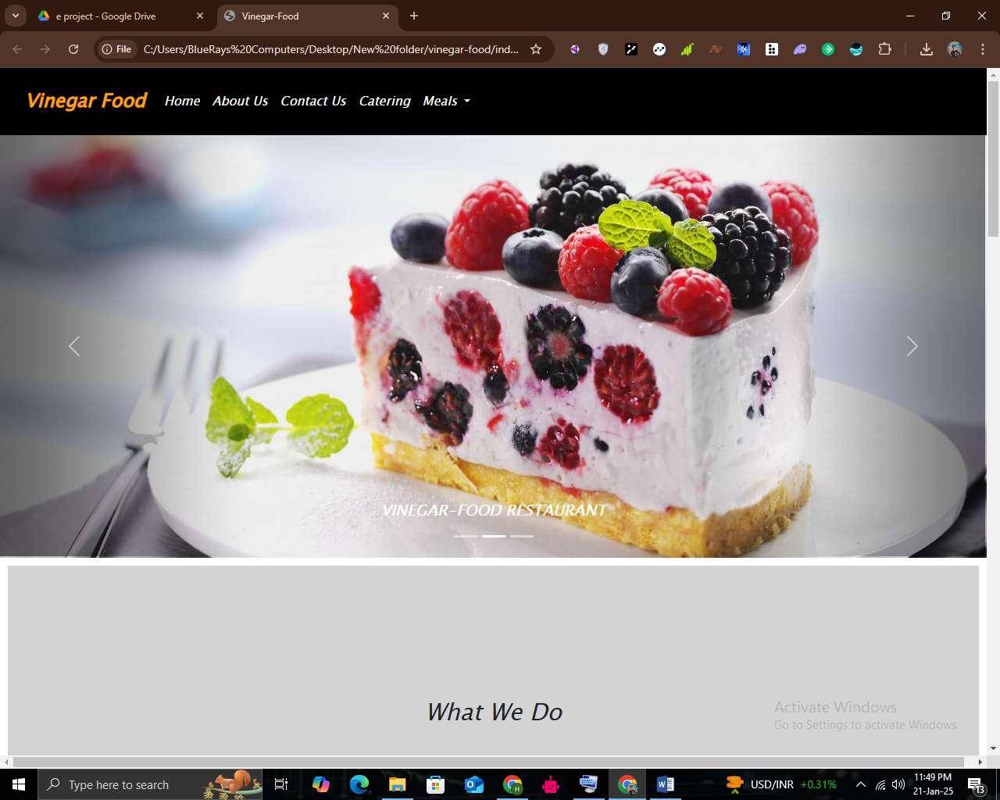 e project - Google Drive
Vinegar-Food
File
C:/Users/BlueRays%20Computers/Desktop/New%20folder/vinegar-food/ind...
Vinegar Food
Home
About Us
Contact Us
Catering
Meals
VINEGAR-FOOD RESTAURANT
What We Do
Activate Windows
Go to Settings to activate Windows.
Type here to search
H
USD/INR +0.31%
11:49 PM
21-Jan-25
13